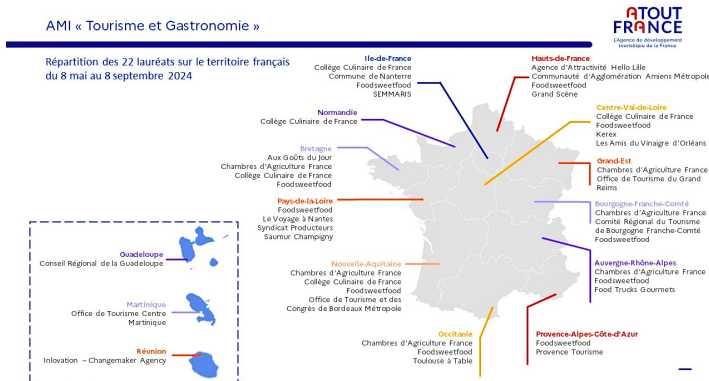 AMI « Tourisme et Gastronomie »
ATOUT
FRANCE
L'Agence de développement
touristique de la France
Répartition des 22 lauréats sur le territoire français
du 8 mai au 8 septembre 2024
Ile-de-France
Collège Culinaire de France
Commune de Nanterre
Foodsweetfood
SEMMARIS
Hauts-de-France
Agence d'Attractivité Hello Lille
Communauté d'Agglomération Amiens Métropole
Foodsweetfood
Grand Scène
Normandie
Collège Culinaire de France
Centre-Val-de-Loire
Collège Culinaire de France
Foodsweetfood
Kerex
Les Amis du Vinaigre d'Orléans
Bretagne
Aux Goûts du Jour
Chambres d'Agriculture France
Collège Culinaire de France
Foodsweetfood
Grand-Est
Chambres d'Agriculture France
Office de Tourisme du Grand
Reims
Pays-de-la-Loire
Foodsweetfood
Le Voyage à Nantes
Syndicat Producteurs
Saumur Champigny
Bourgogne-Franche-Comté
Chambres d'Agriculture France
Comité Régional du Tourisme
de Bourgogne Franche-Comté
Foodsweetfood
Nouvelle-Aquitaine
Chambres d'Agriculture France
Collège Culinaire de France
Foodsweetfood
Office de Tourisme et des
Congrès de Bordeaux Métropole
Auvergne-Rhône-Alpes
Chambres d'Agriculture France
Foodsweetfood
Food Trucks Gourmets
Occitanie
Chambres d'Agriculture France
Foodsweetfood
Toulouse à Table
Provence-Alpes-Côte-d'Azur
Foodsweetfood
Provence Tourisme
Guadeloupe
Conseil Régional de la Guadeloupe
Martinique
Office de Tourisme Centre
Martinique
Réunion
Inlovation – Changemaker Agency